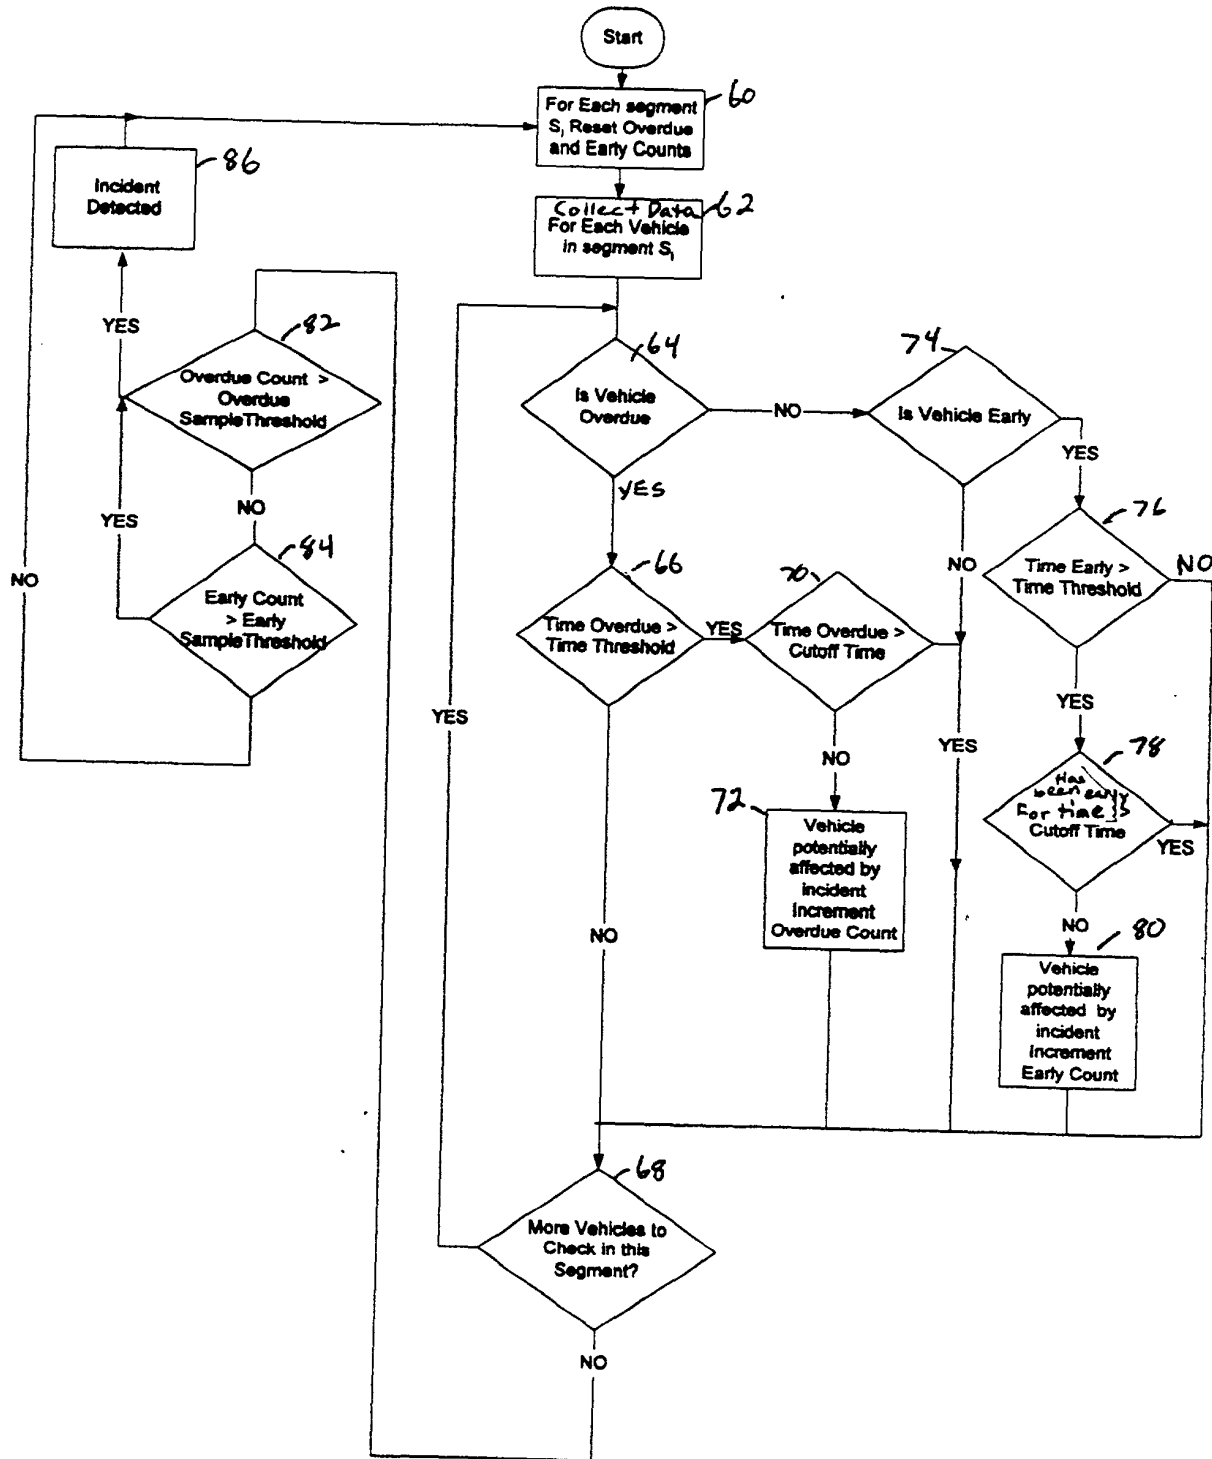 Start
60
For Each segment
Si Reset Overdue
and Early Counts
86
Incident
Detected
62
Collect Data
For Each Vehicle
in segment Si
YES
82
Overdue Count >
Overdue
SampleThreshold
64
Is Vehicle
Overdue
NO
74
Is Vehicle Early
YES
YES
NO
YES
84
Early Count
> Early
SampleThreshold
NO
66
Time Overdue >
Time Threshold
YES
70
Time Overdue >
Cutoff Time
NO
76
Time Early >
Time Threshold
NO
YES
YES
NO
YES
78
Has
been early
For time >
Cutoff Time
YES
72
Vehicle
potentially
affected by
incident
Increment
Overdue Count
NO
NO
80
Vehicle
potentially
affected by
incident
Increment
Early Count
68
More Vehicles to
Check in this
Segment?
NO